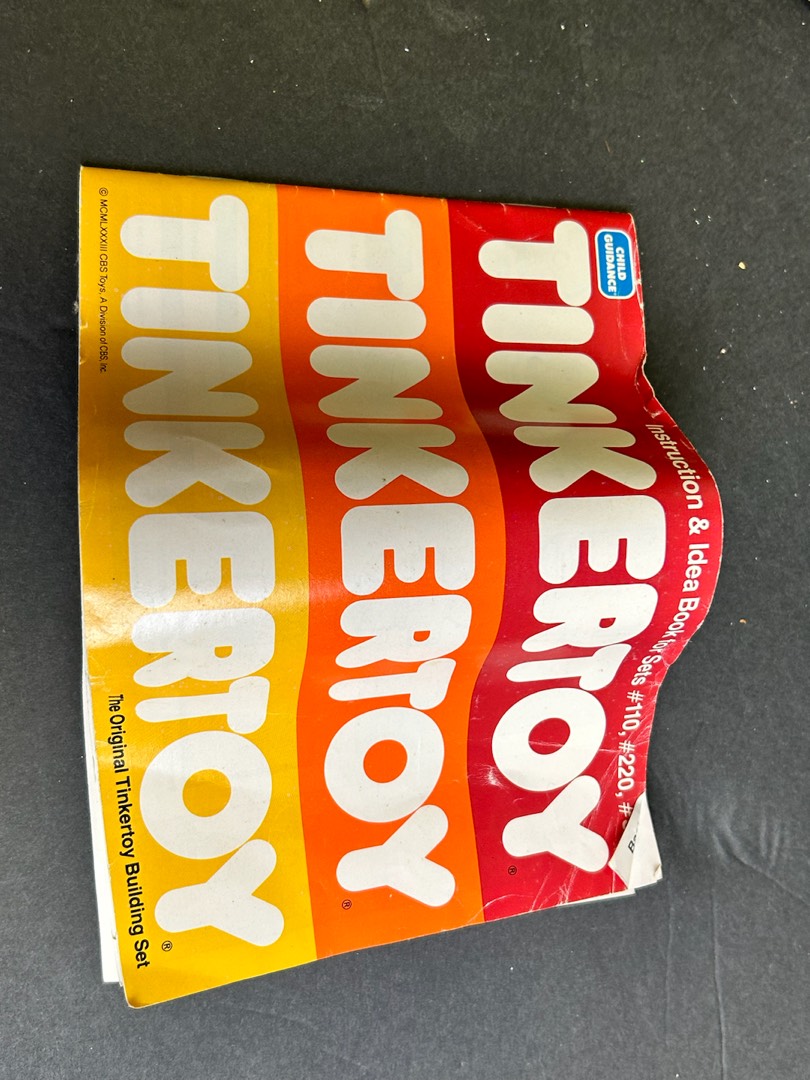 Instruction & Idea Book for Sets #110, #220, #
CHILD
GUIDANCE
TINKERTOY®
TINKERTOY®
TINKERTOY®
The Original Tinkertoy Building Set
© MCMLXXXIII CBS Toys, A Division of CBS, Inc.